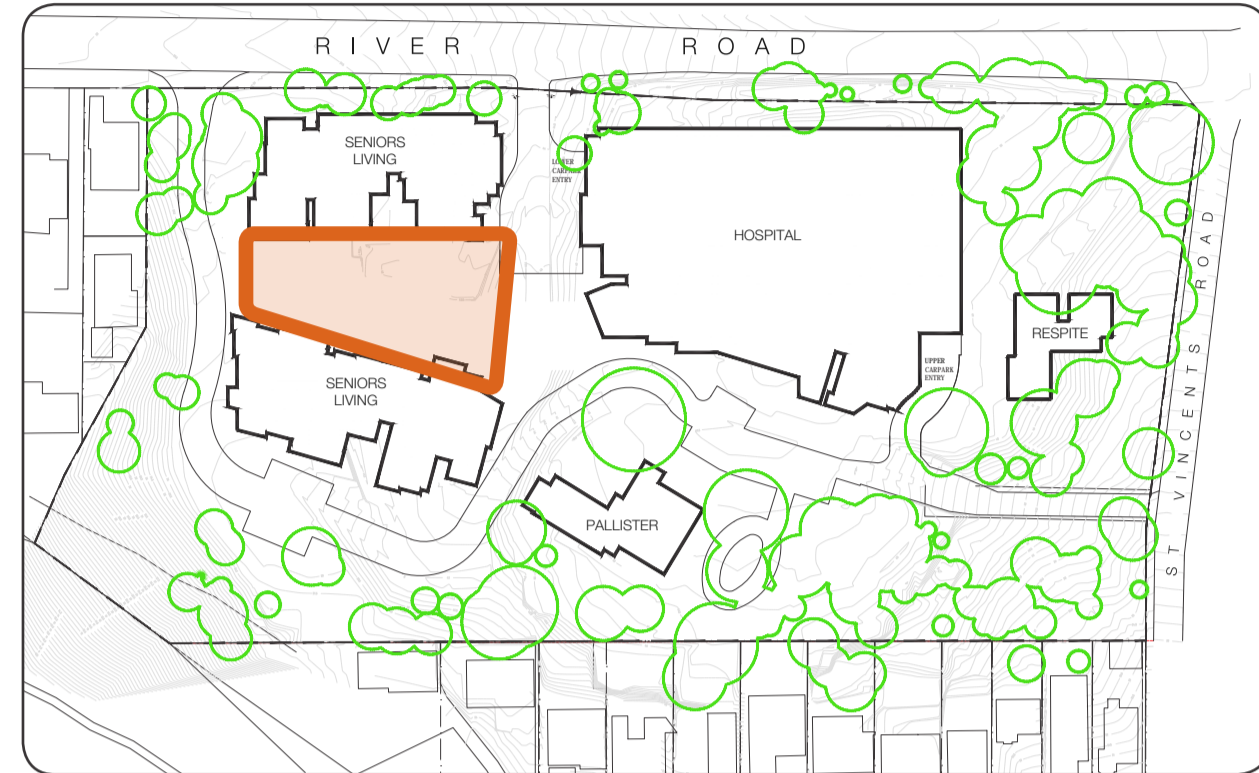 RIVER ROAD
SENIORS
LIVING
LOWER
CARPARK
ENTRY
HOSPITAL
ST VINCENTS ROAD
RESPITE
UPPER
CARPARK
ENTRY
SENIORS
LIVING
PALLISTER